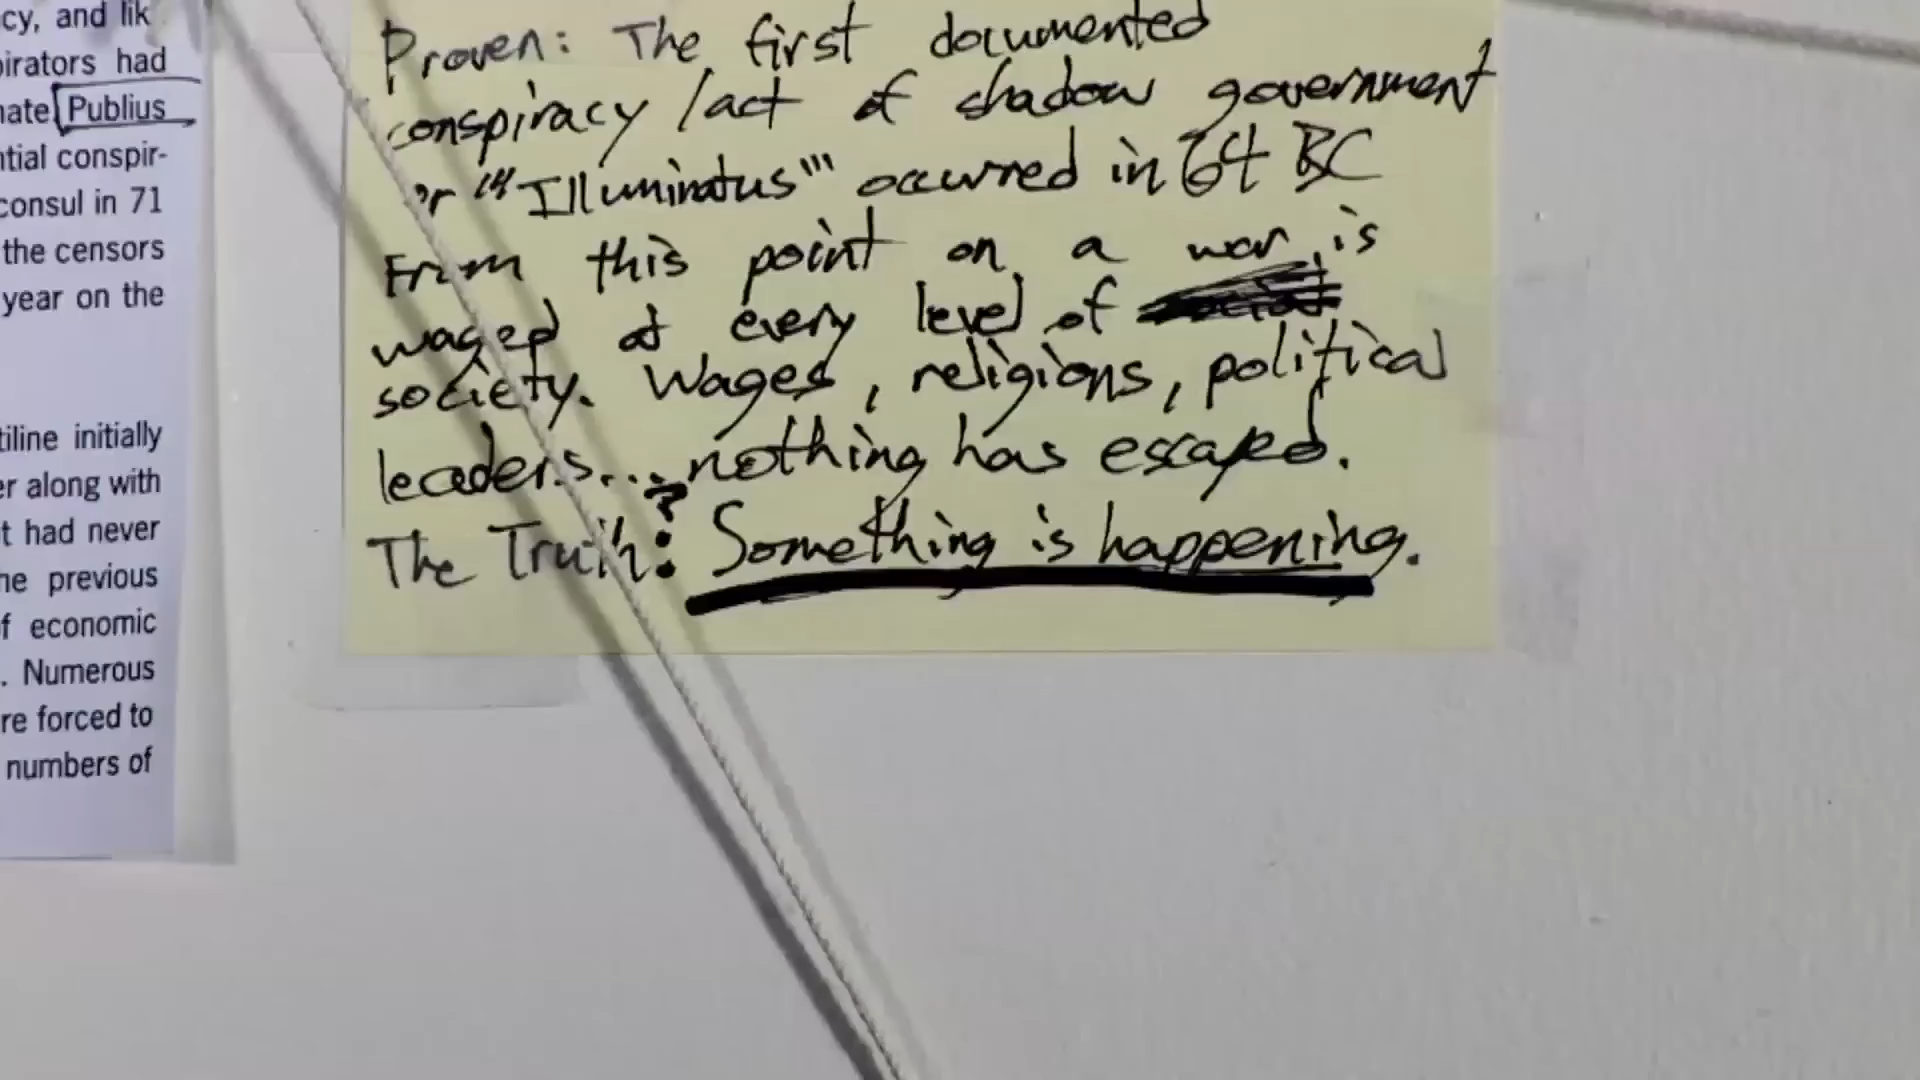 cy, and lik
pirators had
nate Publius
ntial conspir-
consul in 71
the censors
year on the
tiline initially
er along with
t had never
he previous
f economic
. Numerous
re forced to
numbers of
Proven: The first documented
conspiracy /act of shadow government
or "'Illuminatus"' occurred in 64 BC
From this point on a war is
waged at every level of
society. Wages, religions, political
leaders... nothing has escaped.
The Truth?: Something is happening.